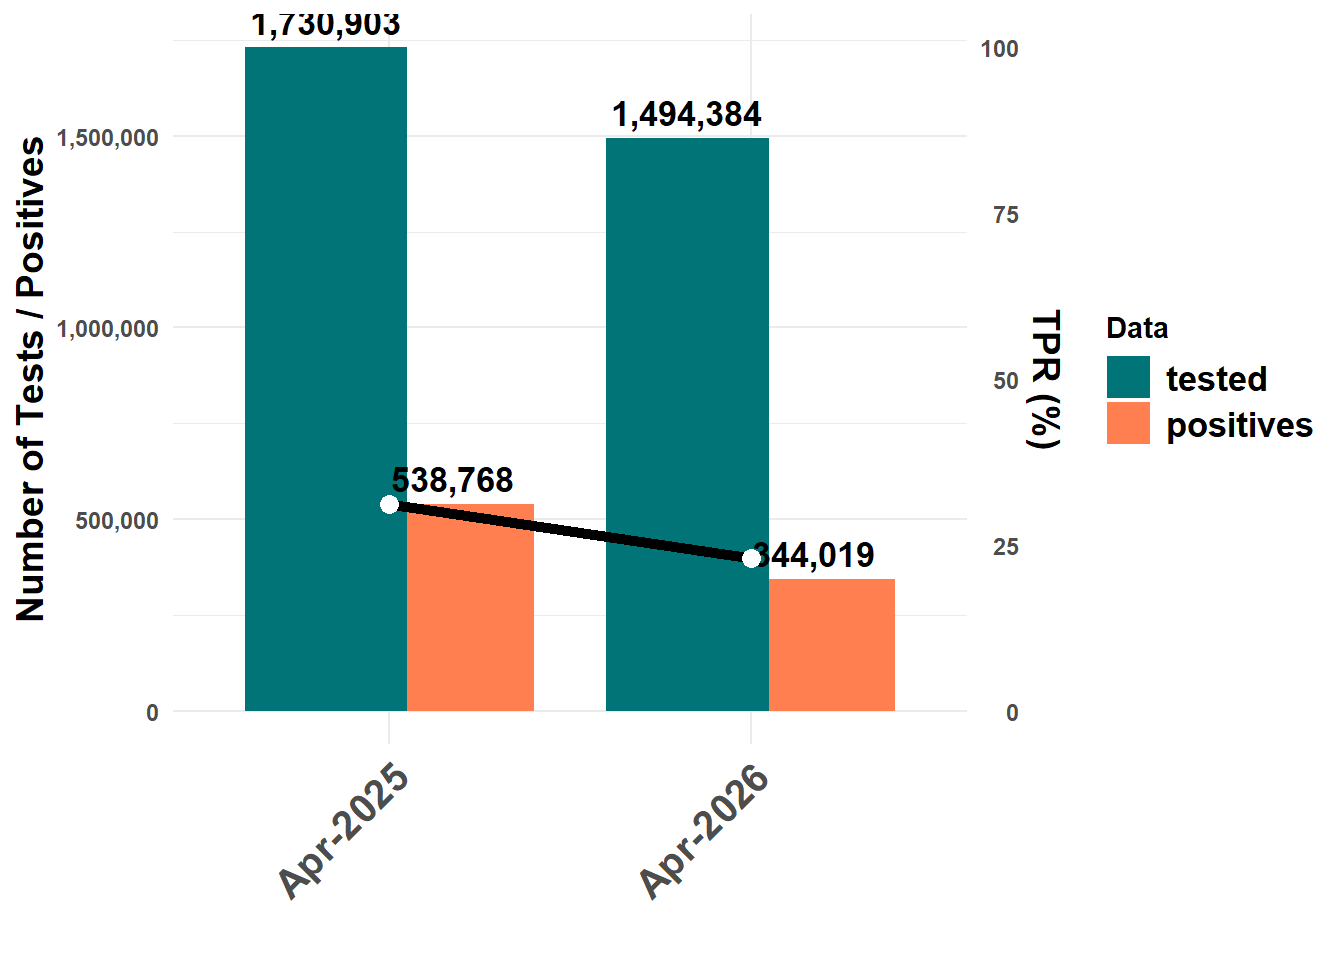 Number of Tests / Positives
1,500,000
1,000,000
500,000
0
1,730,903
538,768
1,494,384
344,019
Apr-2025
Apr-2026
100
75
50
25
0
TPR (%)
Data
tested
positives